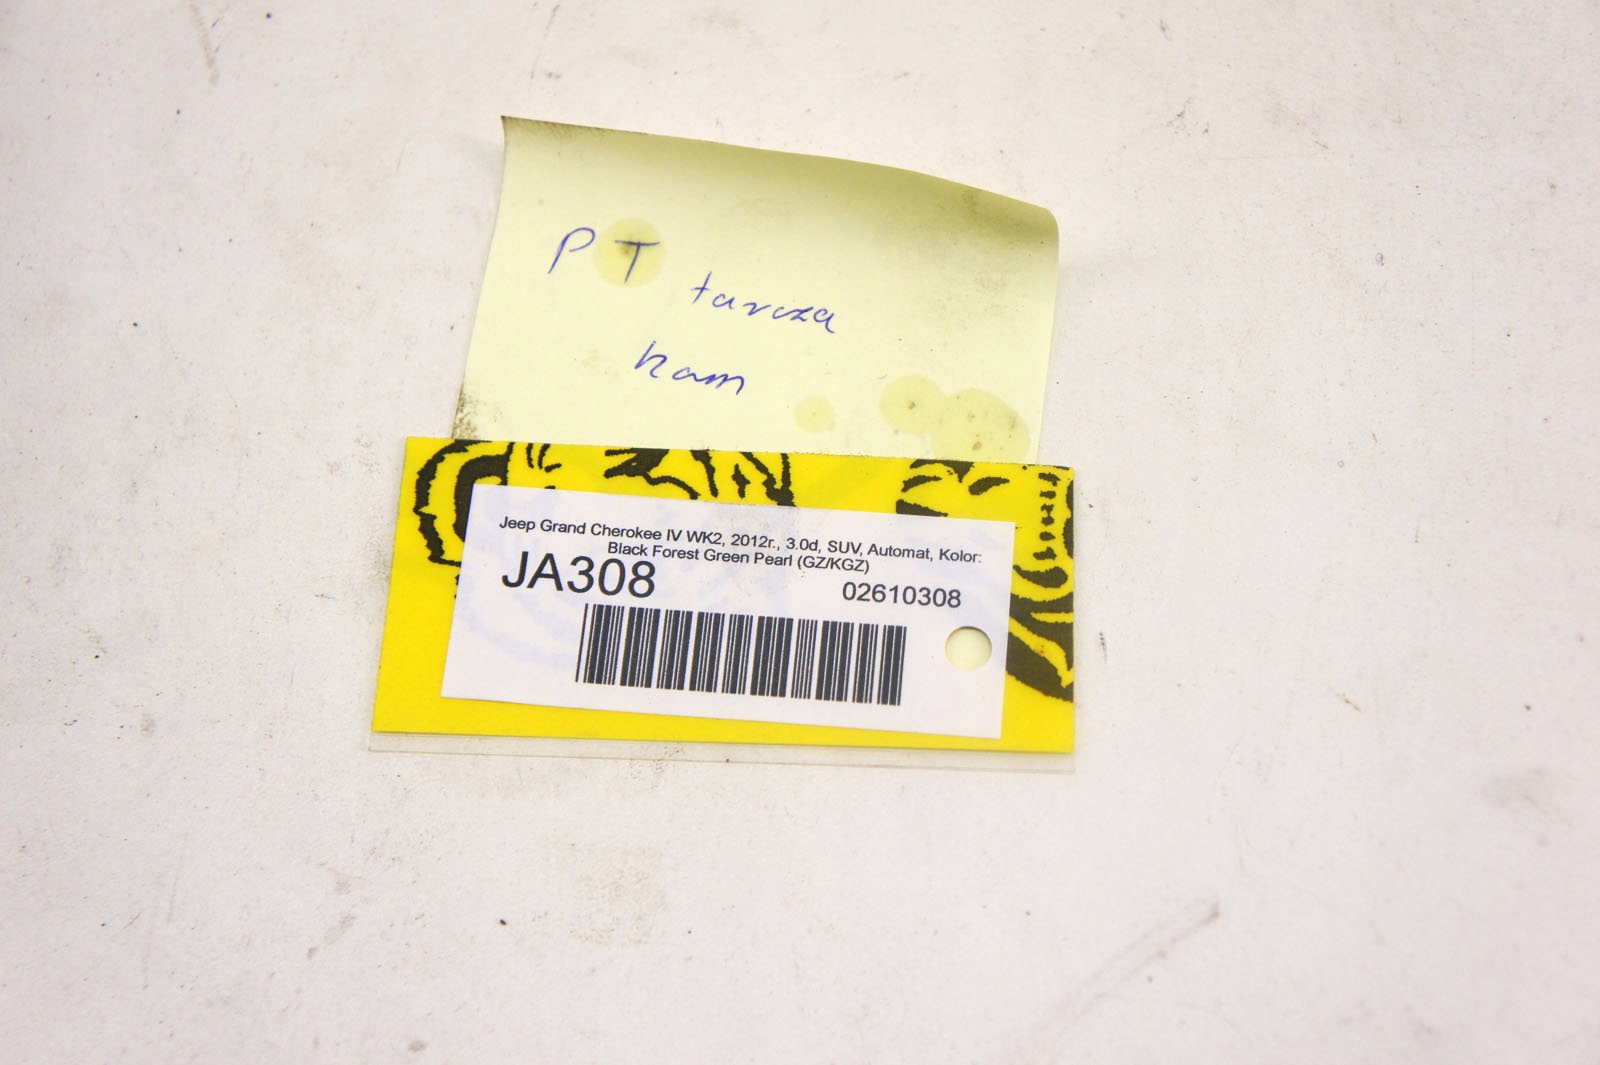 PT tarcza
ham
Jeep Grand Cherokee IV WK2, 2012r., 3.0d, SUV, Automat, Kolor:
Black Forest Green Pearl (GZ/KGZ)
JA308 02610308